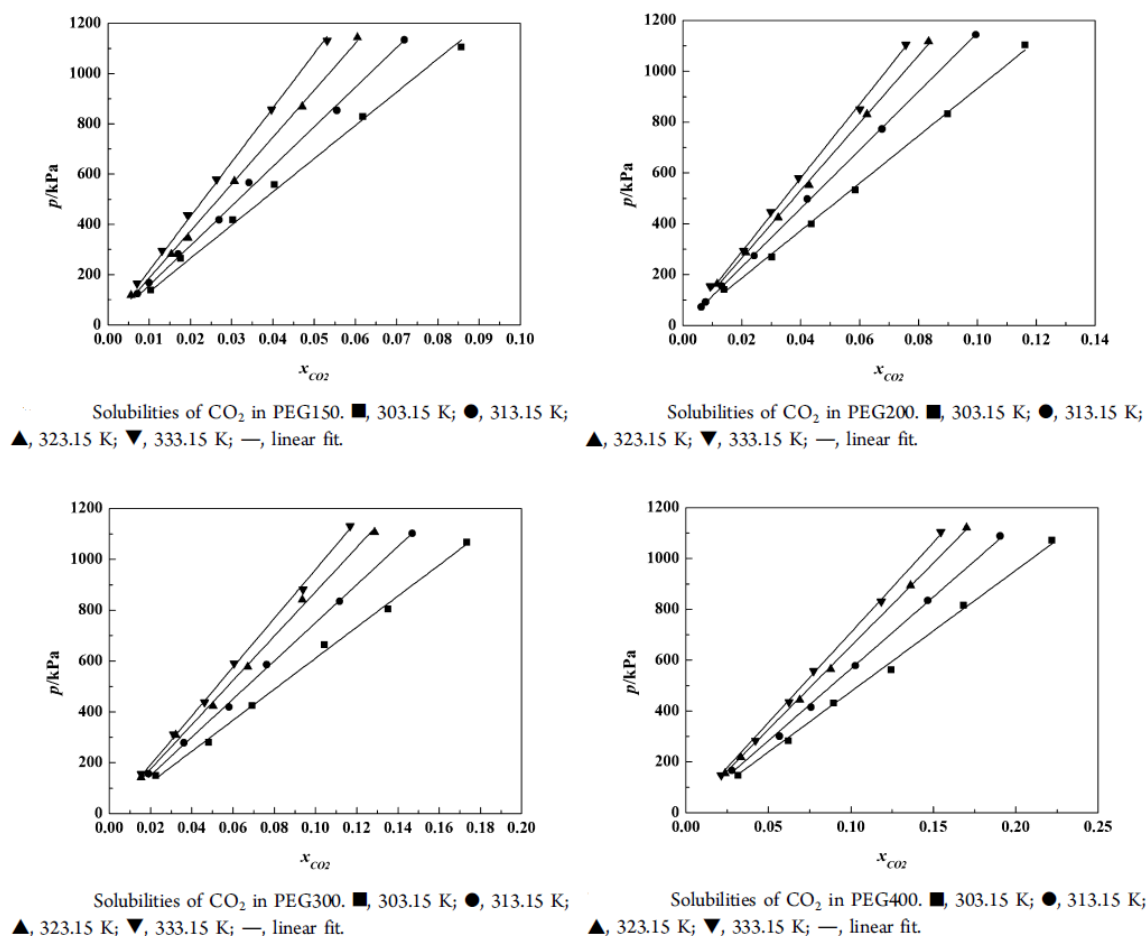 1200
1000
800
600
400
200
0
p/kPa
0.00 0.01 0.02 0.03 0.04 0.05 0.06 0.07 0.08 0.09 0.10
x_CO2
Solubilities of CO₂ in PEG150. ■, 303.15 K; ●, 313.15 K;
▲, 323.15 K; ▼, 333.15 K; —, linear fit.
1200
1000
800
600
400
200
0
p/kPa
0.00 0.02 0.04 0.06 0.08 0.10 0.12 0.14
x_CO2
Solubilities of CO₂ in PEG200. ■, 303.15 K; ●, 313.15 K;
▲, 323.15 K; ▼, 333.15 K; —, linear fit.
1200
1000
800
600
400
200
0
p/kPa
0.00 0.02 0.04 0.06 0.08 0.10 0.12 0.14 0.16 0.18 0.20
x_CO2
Solubilities of CO₂ in PEG300. ■, 303.15 K; ●, 313.15 K;
▲, 323.15 K; ▼, 333.15 K; —, linear fit.
1200
1000
800
600
400
200
0
p/kPa
0.00 0.05 0.10 0.15 0.20 0.25
x_CO2
Solubilities of CO₂ in PEG400. ■, 303.15 K; ●, 313.15 K;
▲, 323.15 K; ▼, 333.15 K; —, linear fit.